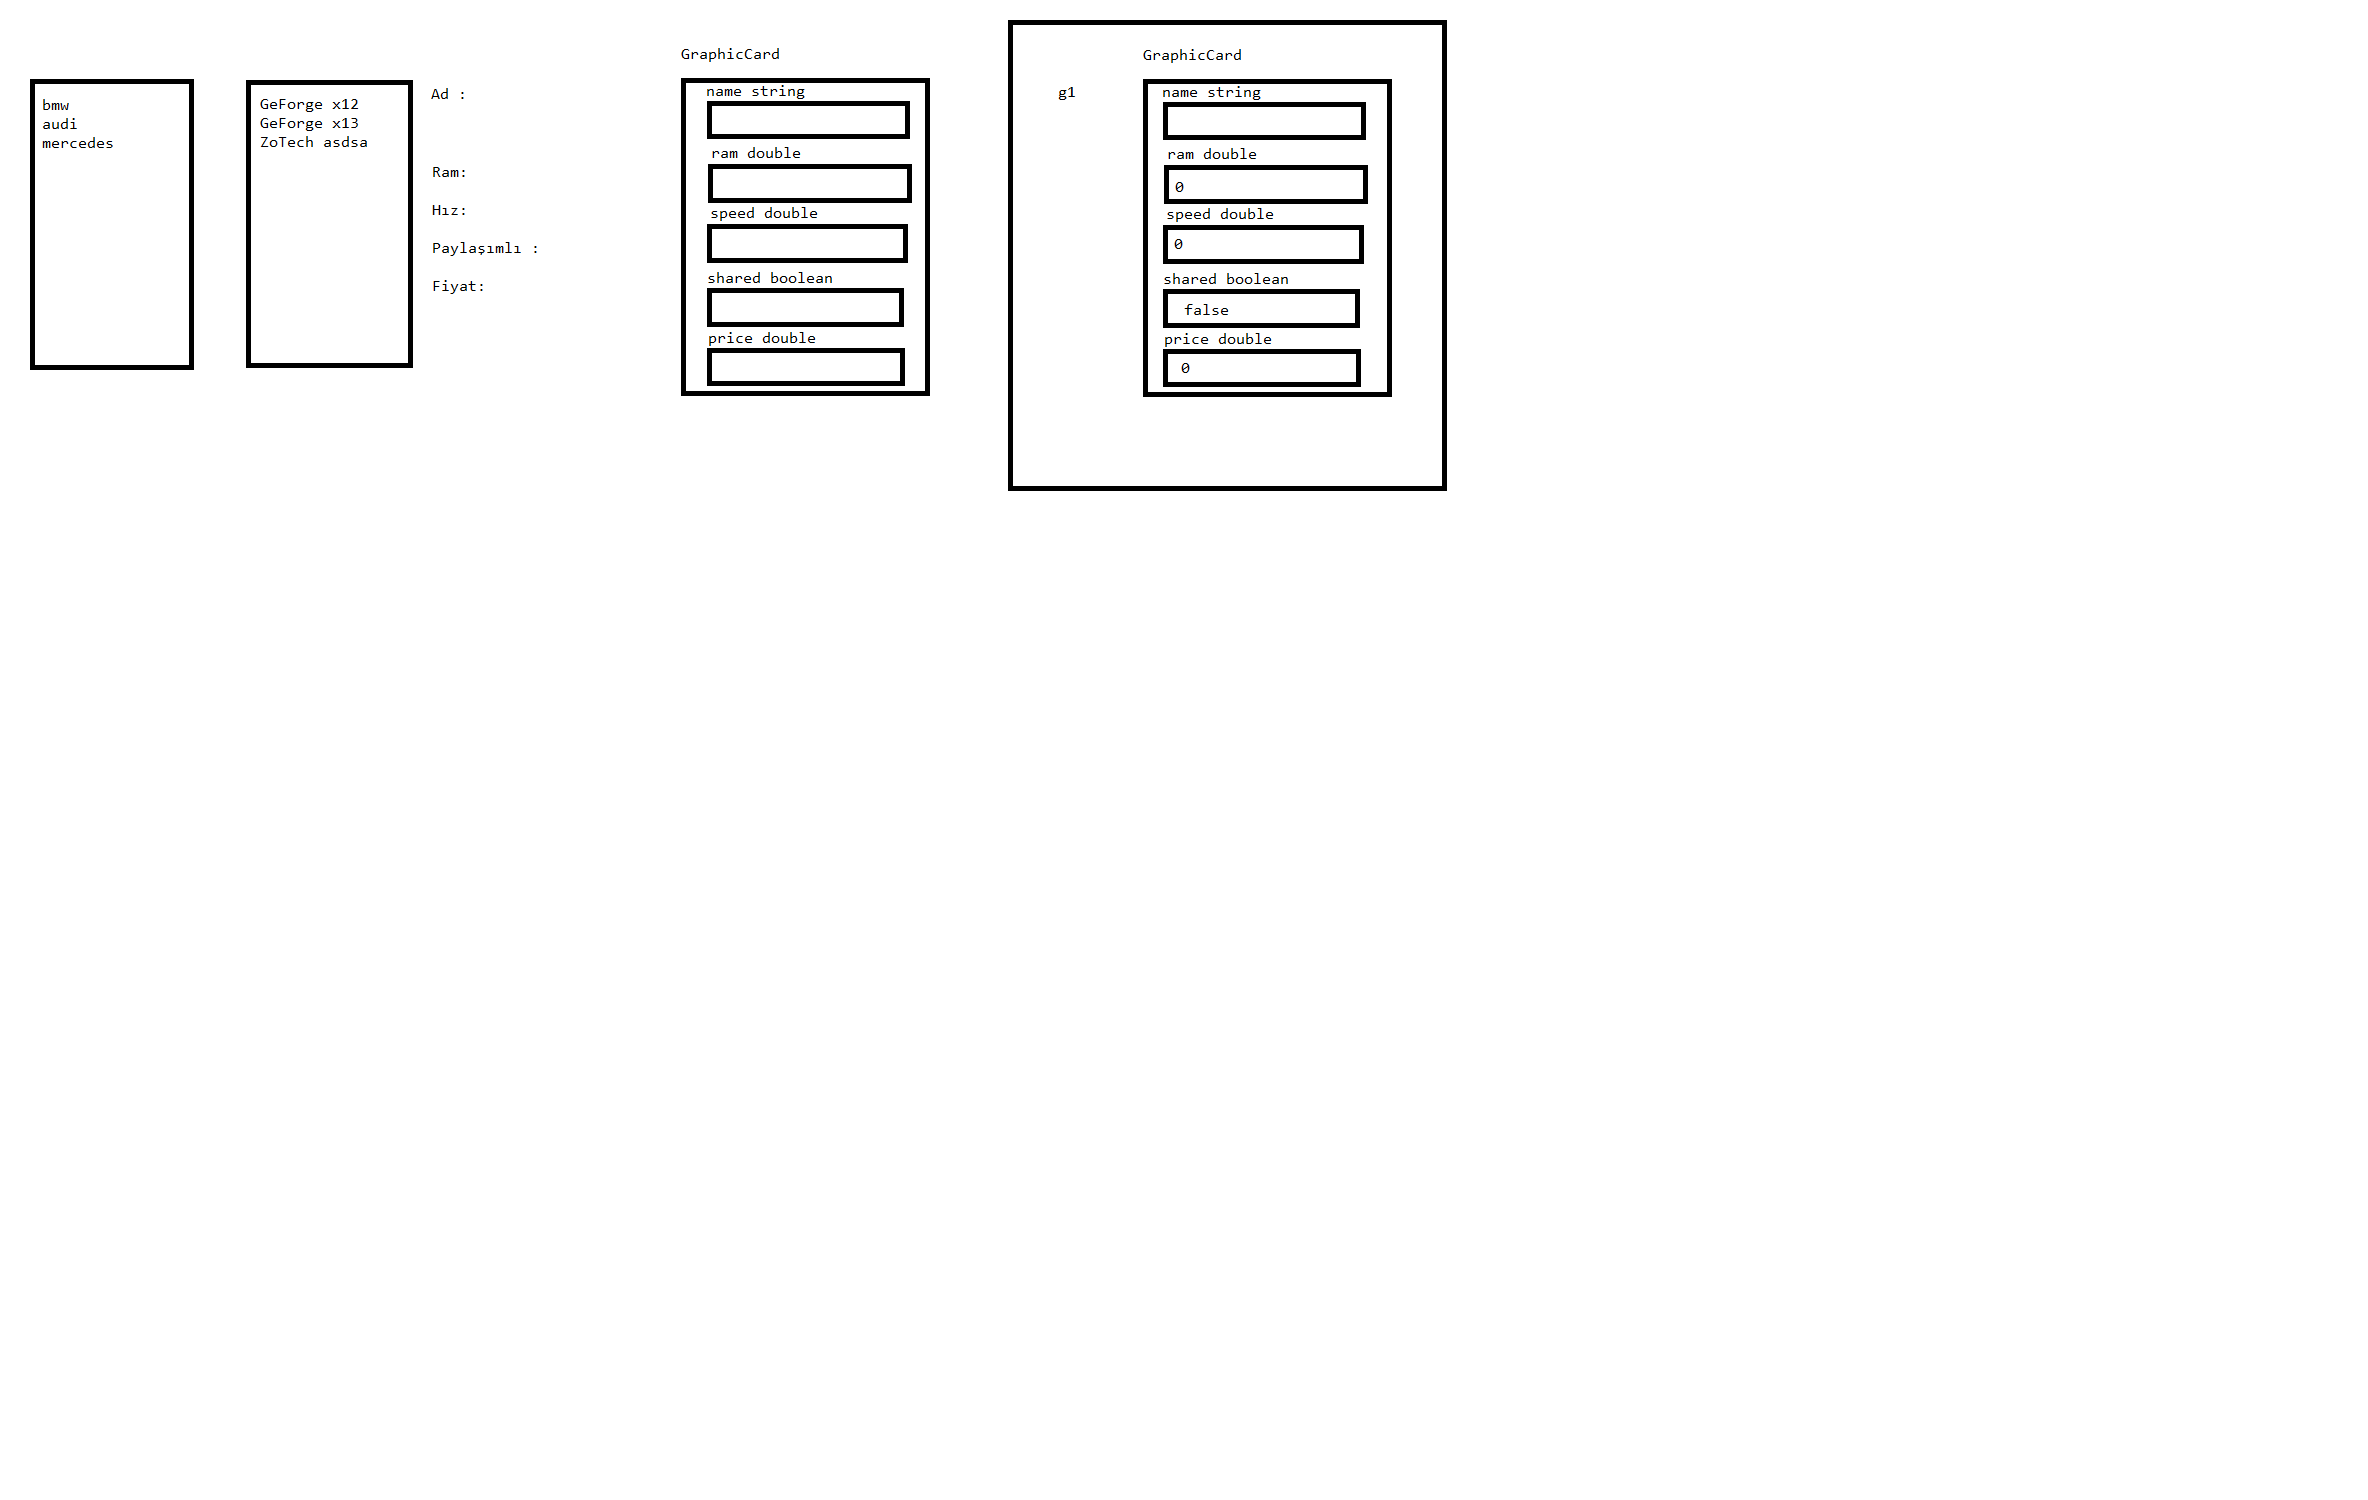 bmw
audi
mercedes
GeForge x12
GeForge x13
ZoTech asdsa
Ad :
Ram:
Hız:
Paylaşımlı :
Fiyat:
GraphicCard
name string
ram double
speed double
shared boolean
price double
GraphicCard
g1
name string
ram double
0
speed double
0
shared boolean
false
price double
0